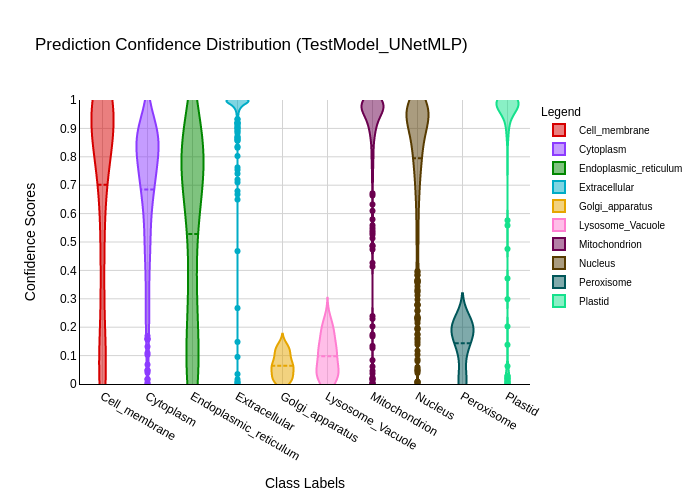 Prediction Confidence Distribution (TestModel_UNetMLP)
Confidence Scores
1
0.9
0.8
0.7
0.6
0.5
0.4
0.3
0.2
0.1
0
Cell_membrane
Cytoplasm
Endoplasmic_reticulum
Extracellular
Golgi_apparatus
Lysosome_Vacuole
Mitochondrion
Nucleus
Peroxisome
Plastid
Class Labels
Legend
Cell_membrane
Cytoplasm
Endoplasmic_reticulum
Extracellular
Golgi_apparatus
Lysosome_Vacuole
Mitochondrion
Nucleus
Peroxisome
Plastid